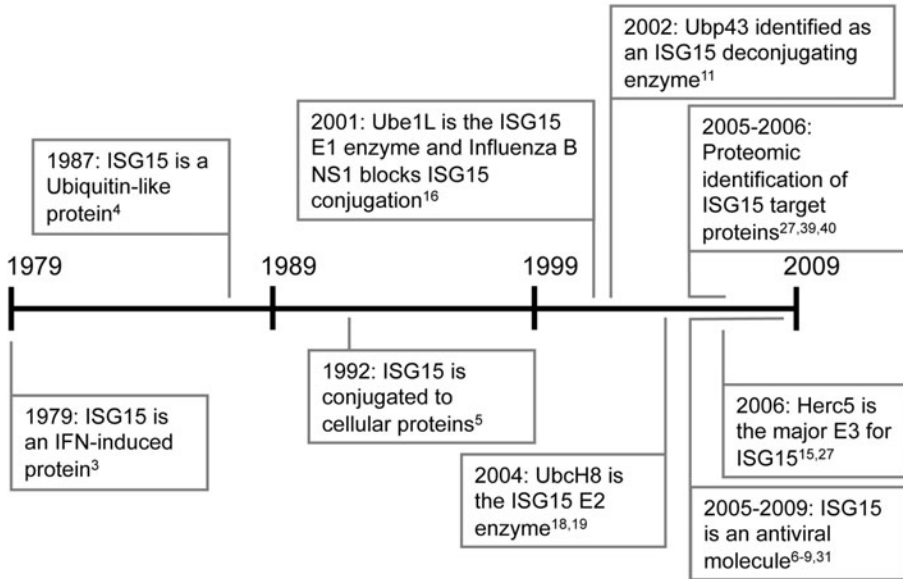 2002: Ubp43 identified as
an ISG15 deconjugating
enzyme¹¹
2001: Ube1L is the ISG15
E1 enzyme and Influenza B
NS1 blocks ISG15
conjugation¹⁶
2005-2006:
Proteomic
identification of
ISG15 target
proteins²⁷,³⁹,⁴⁰
1987: ISG15 is a
Ubiquitin-like
protein⁴
1979
1989
1999
2009
1979: ISG15 is
an IFN-induced
protein³
1992: ISG15 is
conjugated to
cellular proteins⁵
2004: UbcH8 is
the ISG15 E2
enzyme¹⁸,¹⁹
2006: Herc5 is
the major E3 for
ISG15¹⁵,²⁷
2005-2009: ISG15
is an antiviral
molecule⁶⁻⁹,³¹